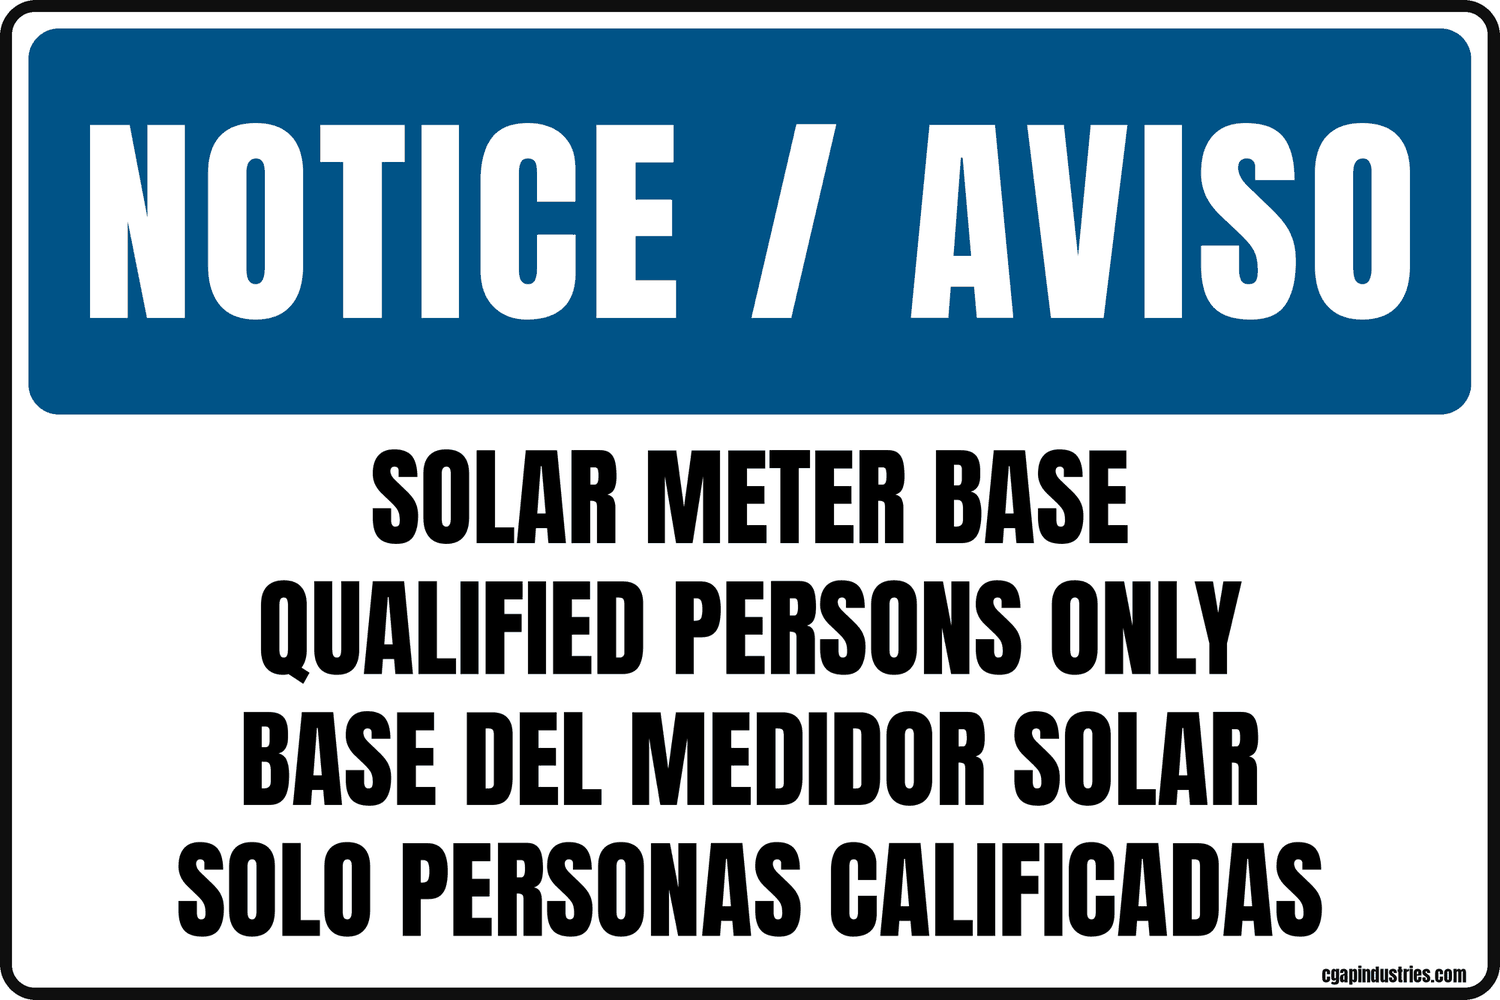 NOTICE / AVISO
SOLAR METER BASE
QUALIFIED PERSONS ONLY
BASE DEL MEDIDOR SOLAR
SOLO PERSONAS CALIFICADAS
cgapindustries.com